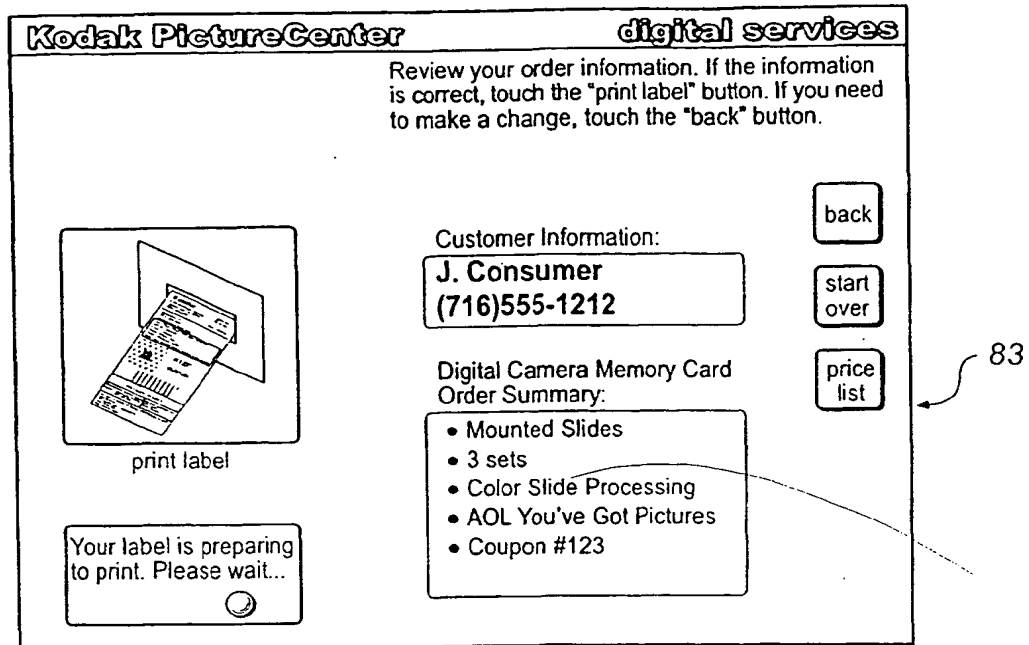 Kodak PictureCenter digital services
Review your order information. If the information
is correct, touch the "print label" button. If you need
to make a change, touch the "back" button.
back
Customer Information:
J. Consumer
(716)555-1212
start
over
83
Digital Camera Memory Card
Order Summary:
price
list
• Mounted Slides
• 3 sets
• Color Slide Processing
• AOL You've Got Pictures
• Coupon #123
print label
Your label is preparing
to print. Please wait...